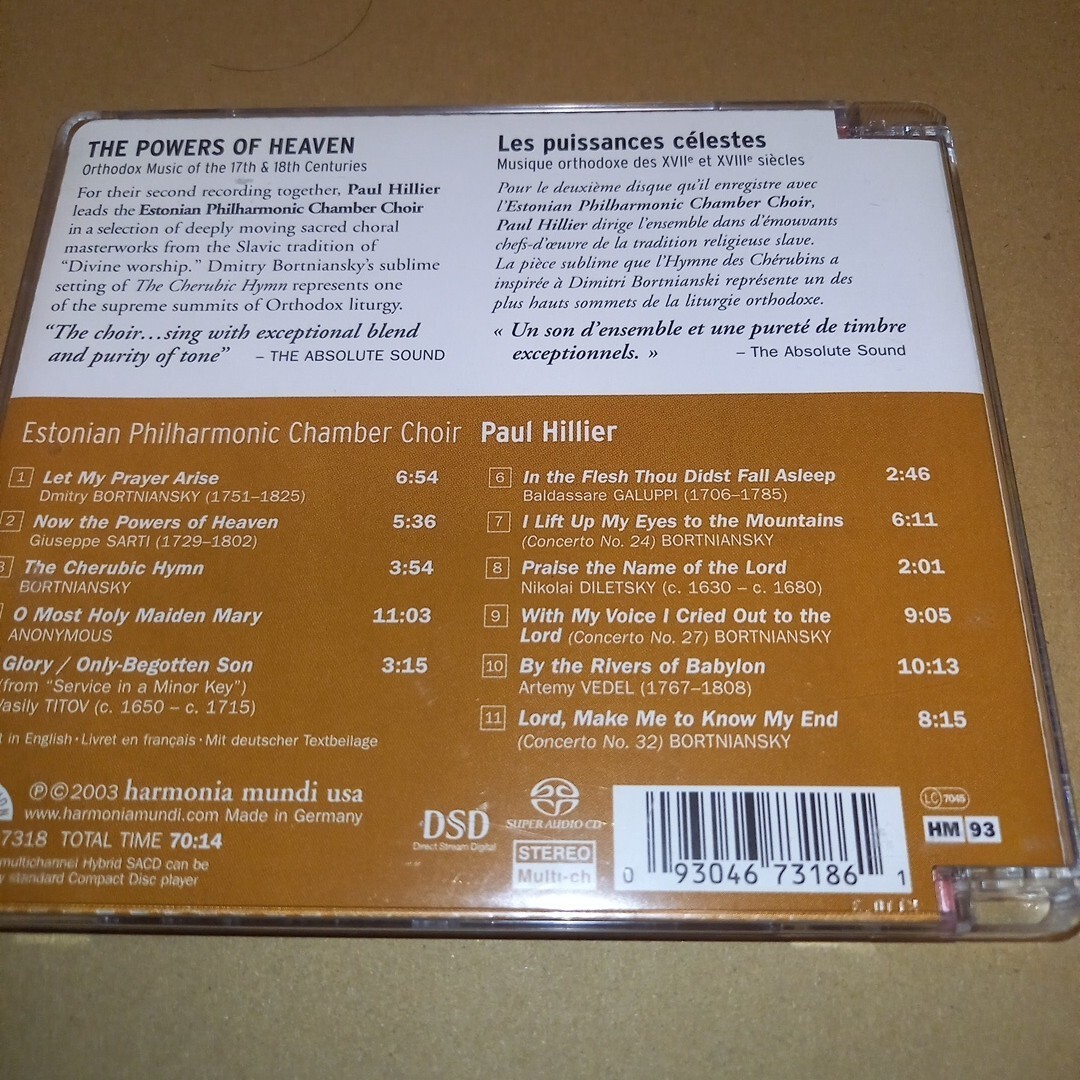 THE POWERS OF HEAVEN
Orthodox Music of the 17th & 18th Centuries
For their second recording together, Paul Hillier
leads the Estonian Philharmonic Chamber Choir
in a selection of deeply moving sacred choral
masterworks from the Slavic tradition of
“Divine worship.” Dmitry Bortniansky’s sublime
setting of The Cherubic Hymn represents one
of the supreme summits of Orthodox liturgy.
“The choir…sing with exceptional blend
and purity of tone” – THE ABSOLUTE SOUND
Les puissances célestes
Musique orthodoxe des XVIIe et XVIIIe siècles
Pour le deuxième disque qu’il enregistre avec
l’Estonian Philharmonic Chamber Choir,
Paul Hillier dirige l’ensemble dans d’émouvants
chefs-d’œuvre de la tradition religieuse slave.
La pièce sublime que l’Hymne des Chérubins a
inspirée à Dimitri Bortnianski représente un des
plus hauts sommets de la liturgie orthodoxe.
« Un son d’ensemble et une pureté de timbre
exceptionnels. » – The Absolute Sound
Estonian Philharmonic Chamber Choir Paul Hillier
1 Let My Prayer Arise 6:54
Dmitry BORTNIANSKY (1751–1825)
2 Now the Powers of Heaven 5:36
Giuseppe SARTI (1729–1802)
3 The Cherubic Hymn 3:54
BORTNIANSKY
O Most Holy Maiden Mary 11:03
ANONYMOUS
Glory / Only-Begotten Son 3:15
(from “Service in a Minor Key”)
Vasily TITOV (c. 1650 – c. 1715)
6 In the Flesh Thou Didst Fall Asleep 2:46
Baldassare GALUPPI (1706–1785)
7 I Lift Up My Eyes to the Mountains 6:11
(Concerto No. 24) BORTNIANSKY
8 Praise the Name of the Lord 2:01
Nikolai DILETSKY (c. 1630 – c. 1680)
9 With My Voice I Cried Out to the 9:05
Lord (Concerto No. 27) BORTNIANSKY
10 By the Rivers of Babylon 10:13
Artemy VEDEL (1767–1808)
11 Lord, Make Me to Know My End 8:15
(Concerto No. 32) BORTNIANSKY
in English · Livret en français · Mit deutscher Textbeilage
℗©2003 harmonia mundi usa
www.harmoniamundi.com Made in Germany
7318 TOTAL TIME 70:14
multichannel Hybrid SACD can be
standard Compact Disc player
DSD
Direct Stream Digital
SUPER AUDIO CD
STEREO
Multi-ch
0 93046 73186 1
LC 7045
HM 93